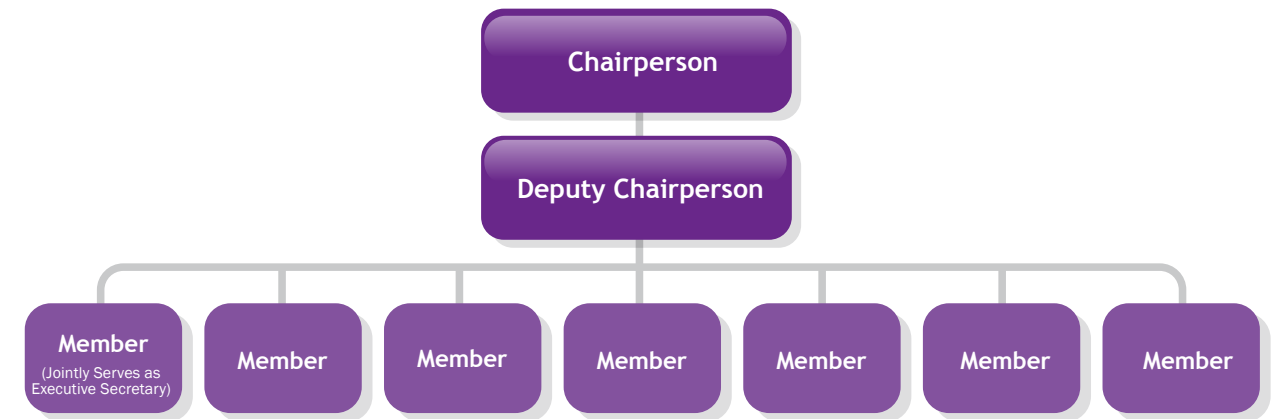 Chairperson
Deputy Chairperson
Member
(Jointly Serves as
Executive Secretary)
Member
Member
Member
Member
Member
Member